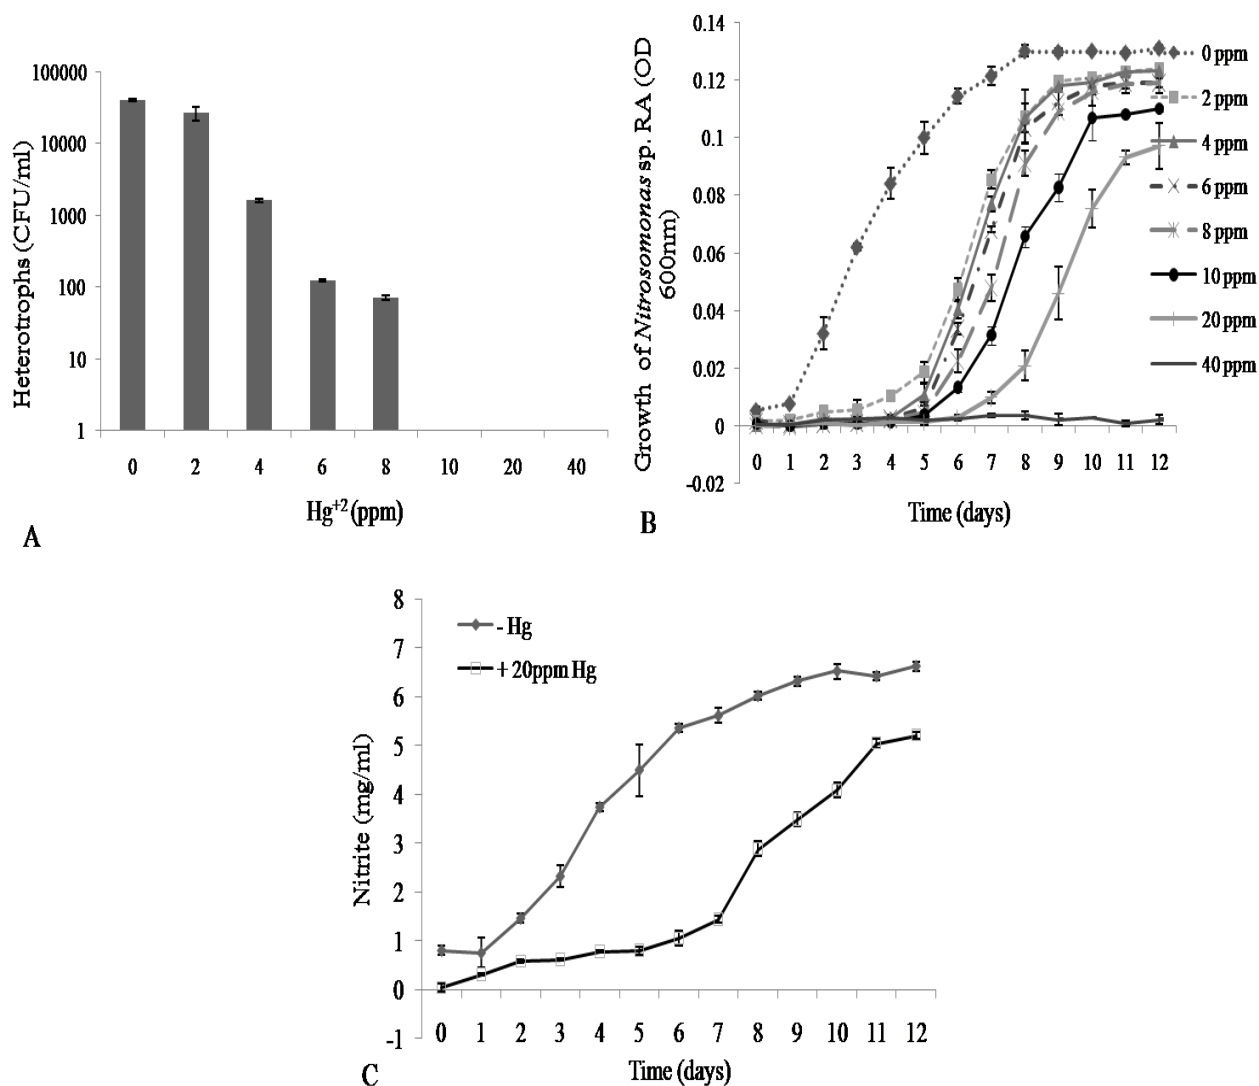 Heterotrophs (CFU/ml)
100000
10000
1000
100
10
1
0 2 4 6 8 10 20 40
Hg⁺² (ppm)
A
Growth of Nitrosomonas sp. RA (OD
600nm)
0.14
0.12
0.1
0.08
0.06
0.04
0.02
0
-0.02
0 1 2 3 4 5 6 7 8 9 10 11 12
Time (days)
0 ppm
2 ppm
4 ppm
6 ppm
8 ppm
10 ppm
20 ppm
40 ppm
B
Nitrite (mg/ml)
8
7
6
5
4
3
2
1
0
-1
- Hg
+ 20ppm Hg
0 1 2 3 4 5 6 7 8 9 10 11 12
Time (days)
C